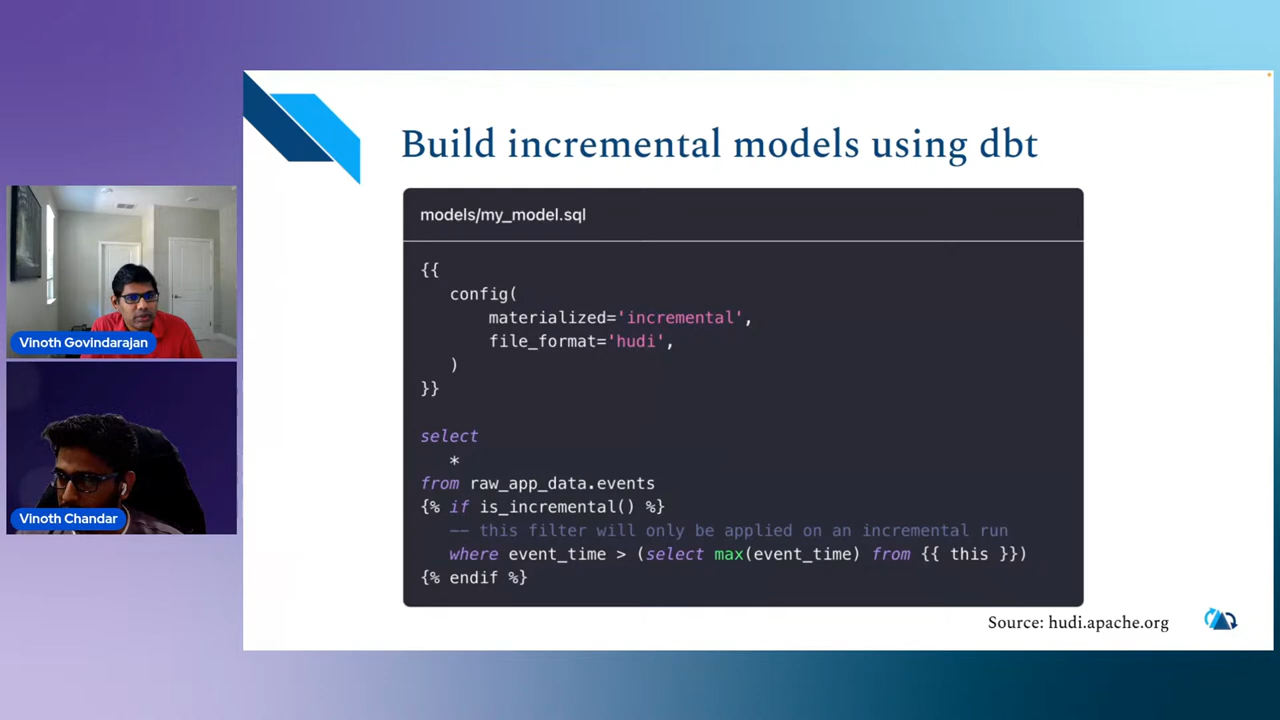 Build incremental models using dbt
models/my_model.sql
{{
config(
materialized='incremental',
file_format='hudi',
)
}}
select
*
from raw_app_data.events
{% if is_incremental() %}
-- this filter will only be applied on an incremental run
where event_time > (select max(event_time) from {{ this }})
{% endif %}
Source: hudi.apache.org
Vinoth Govindarajan
Vinoth Chandar